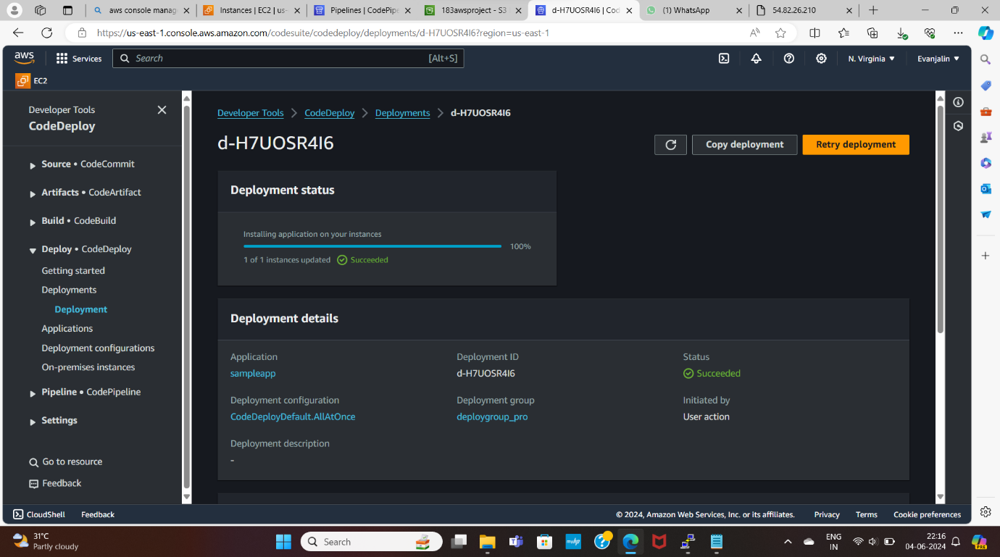 aws console manag
Instances | EC2 | us-
Pipelines | CodePipe
183awsproject - S3
d-H7UOSR4I6 | Cod
(1) WhatsApp
54.82.26.210
https://us-east-1.console.aws.amazon.com/codesuite/codedeploy/deployments/d-H7UOSR4I6?region=us-east-1
aws Services Search [Alt+S] N. Virginia Evanjalin
EC2
Developer Tools
CodeDeploy
Source • CodeCommit
Artifacts • CodeArtifact
Build • CodeBuild
Deploy • CodeDeploy
Getting started
Deployments
Deployment
Applications
Deployment configurations
On-premises instances
Pipeline • CodePipeline
Settings
Go to resource
Feedback
Developer Tools > CodeDeploy > Deployments > d-H7UOSR4I6
d-H7UOSR4I6
Copy deployment
Retry deployment
Deployment status
Installing application on your instances
100%
1 of 1 instances updated Succeeded
Deployment details
Application
sampleapp
Deployment ID
d-H7UOSR4I6
Status
Succeeded
Deployment configuration
CodeDeployDefault.AllAtOnce
Deployment group
deploygroup_pro
Initiated by
User action
Deployment description
-
CloudShell Feedback © 2024, Amazon Web Services, Inc. or its affiliates. Privacy Terms Cookie preferences
31°C
Partly cloudy
Search
myhp
ENG
IN
22:16
04-06-2024
PRE